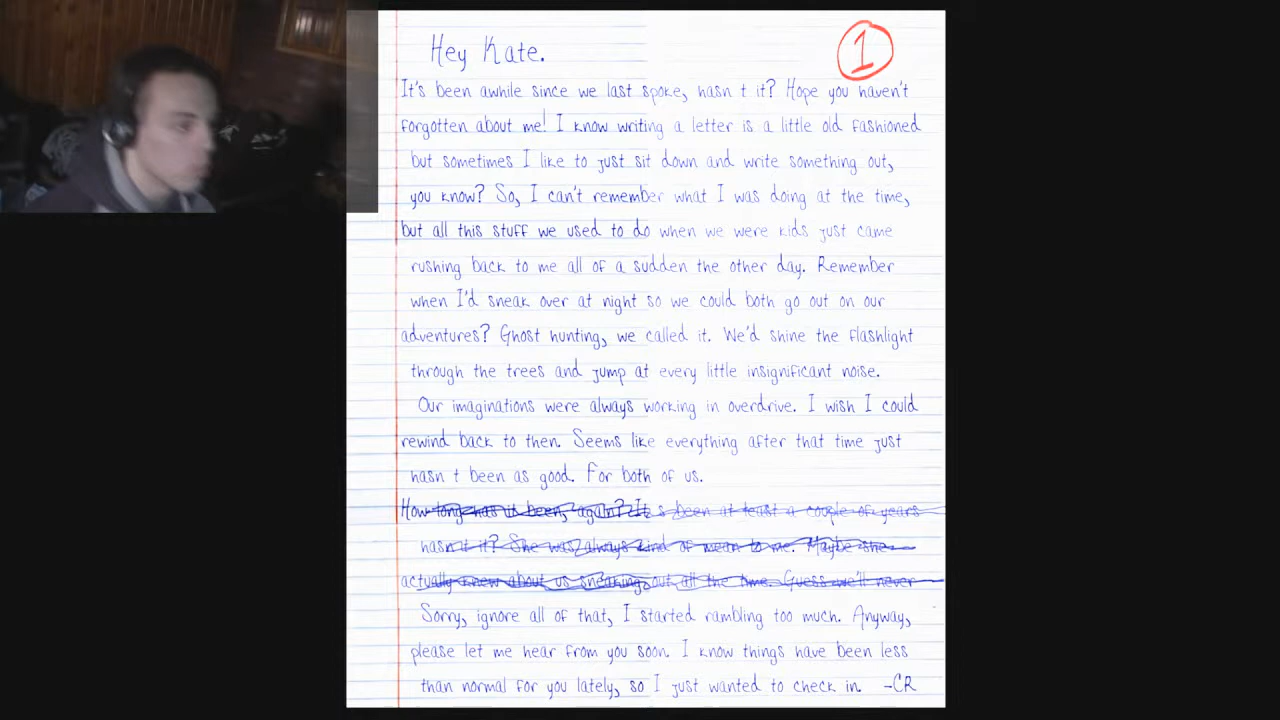 Hey Kate.
1
It's been awhile since we last spoke, hasn t it? Hope you haven't
forgotten about me! I know writing a letter is a little old fashioned
but sometimes I like to just sit down and write something out,
you know? So, I can't remember what I was doing at the time,
but all this stuff we used to do when we were kids just came
rushing back to me all of a sudden the other day. Remember
when I'd sneak over at night so we could both go out on our
adventures? Ghost hunting, we called it. We'd shine the flashlight
through the trees and jump at every little insignificant noise.
Our imaginations were always working in overdrive. I wish I could
rewind back to then. Seems like everything after that time just
hasn t been as good. For both of us.
How long has it been, again? It s been at least a couple of years
hasn t it? She was always kind of mean to me. Maybe she
actually knew about us sneaking out all the time. Guess we'll never
Sorry, ignore all of that, I started rambling too much. Anyway,
please let me hear from you soon. I know things have been less
than normal for you lately, so I just wanted to check in. -CR